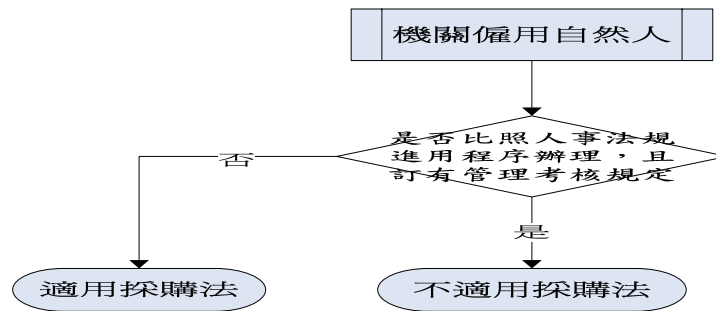 機關僱用自然人
是否比照人事法規
進用程序辦理，且
訂有管理考核規定
否
是
適用採購法
不適用採購法